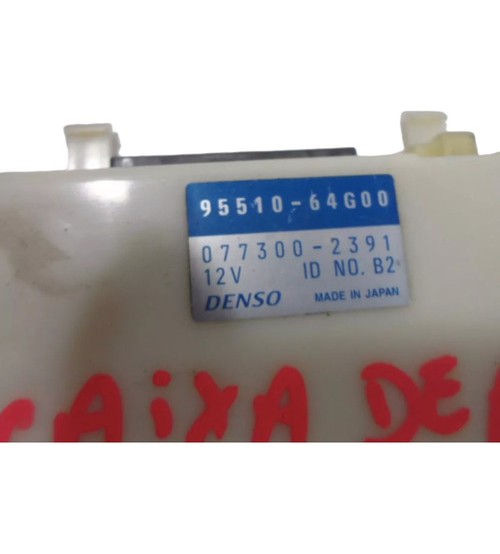 95510-64G00
077300-2391
12V ID NO. B2
DENSO MADE IN JAPAN
CAiXA DE